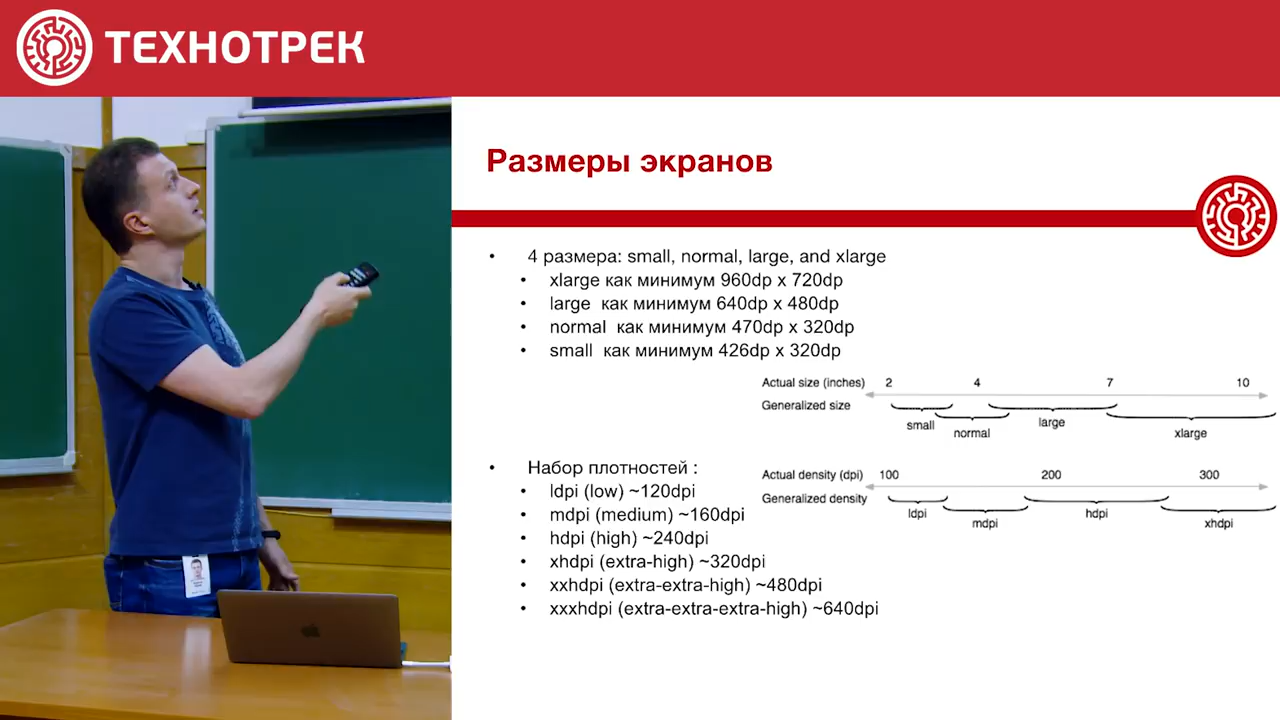 ТЕХНОТРЕК
Размеры экранов
• 4 размера: small, normal, large, and xlarge
• xlarge как минимум 960dp x 720dp
• large как минимум 640dp x 480dp
• normal как минимум 470dp x 320dp
• small как минимум 426dp x 320dp
Actual size (inches) 2 4 7 10
Generalized size
small normal large xlarge
• Набор плотностей :
• ldpi (low) ~120dpi
• mdpi (medium) ~160dpi
• hdpi (high) ~240dpi
• xhdpi (extra-high) ~320dpi
• xxhdpi (extra-extra-high) ~480dpi
• xxxhdpi (extra-extra-extra-high) ~640dpi
Actual density (dpi) 100 200 300
Generalized density
ldpi mdpi hdpi xhdpi